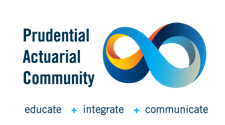 Prudential
Actuarial
Community
educate + integrate + communicate